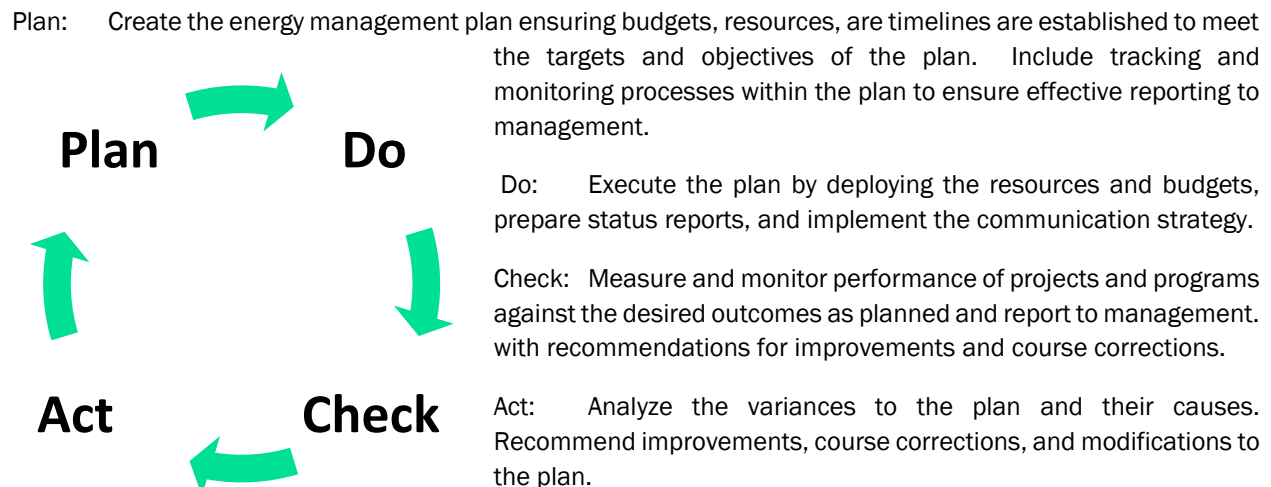 Plan: Create the energy management plan ensuring budgets, resources, are timelines are established to meet
the targets and objectives of the plan. Include tracking and
monitoring processes within the plan to ensure effective reporting to
management.
Plan
Do
Do: Execute the plan by deploying the resources and budgets,
prepare status reports, and implement the communication strategy.
Check: Measure and monitor performance of projects and programs
against the desired outcomes as planned and report to management.
with recommendations for improvements and course corrections.
Act
Check
Act: Analyze the variances to the plan and their causes.
Recommend improvements, course corrections, and modifications to
the plan.